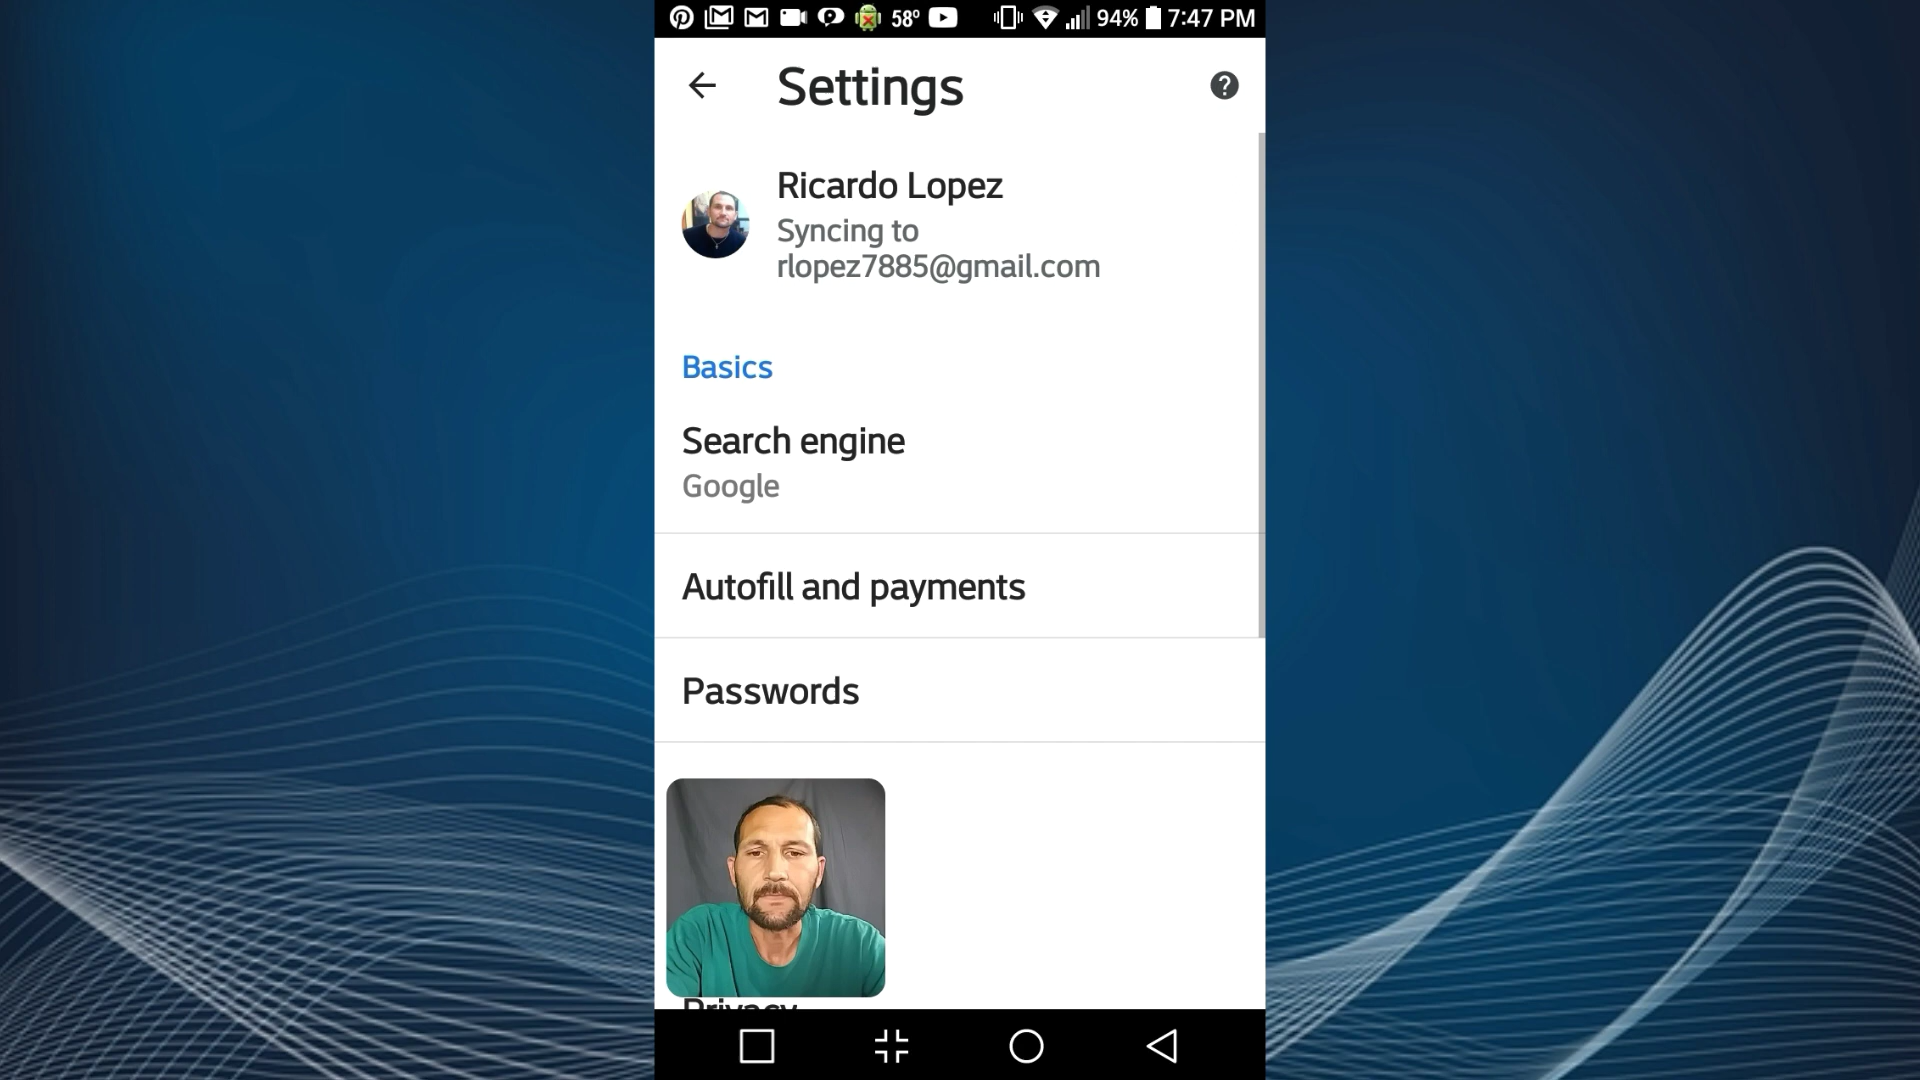 58° 94% 7:47 PM
Settings
Ricardo Lopez
Syncing to
rlopez7885@gmail.com
Basics
Search engine
Google
Autofill and payments
Passwords
Privacy